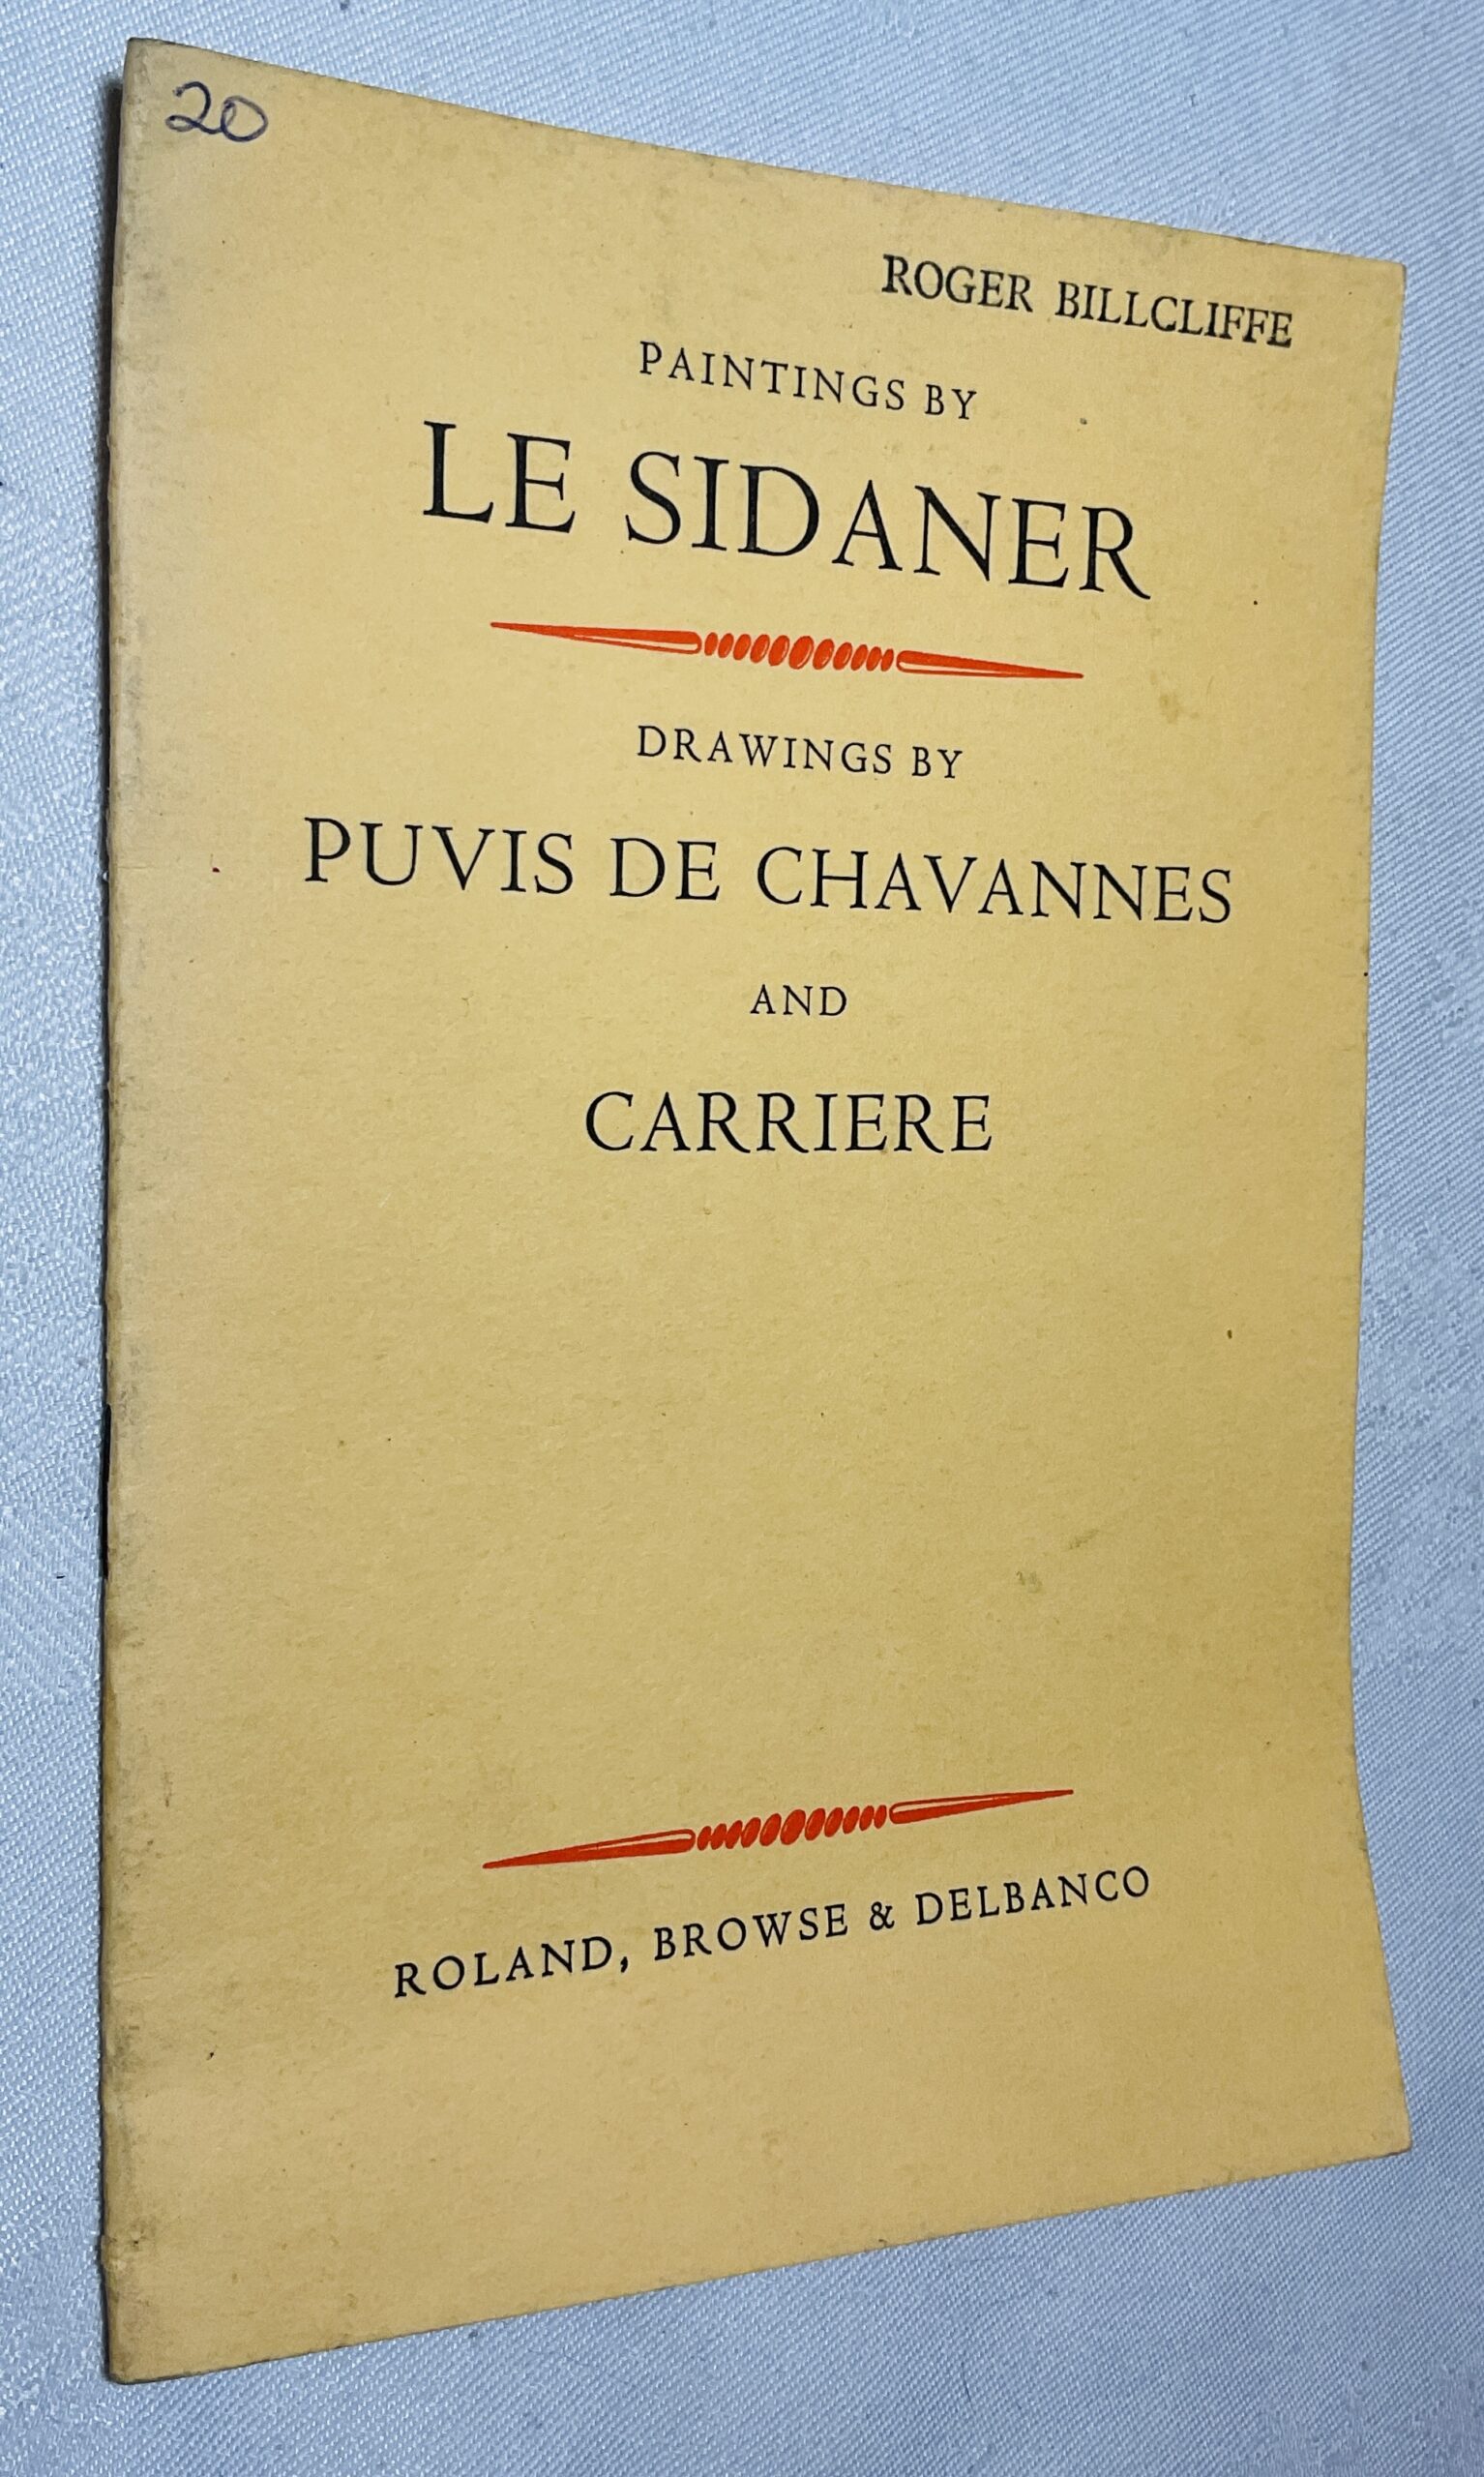 20
ROGER BILLCLIFFE
PAINTINGS BY
LE SIDANER
DRAWINGS BY
PUVIS DE CHAVANNES
AND
CARRIERE
ROLAND, BROWSE & DELBANCO